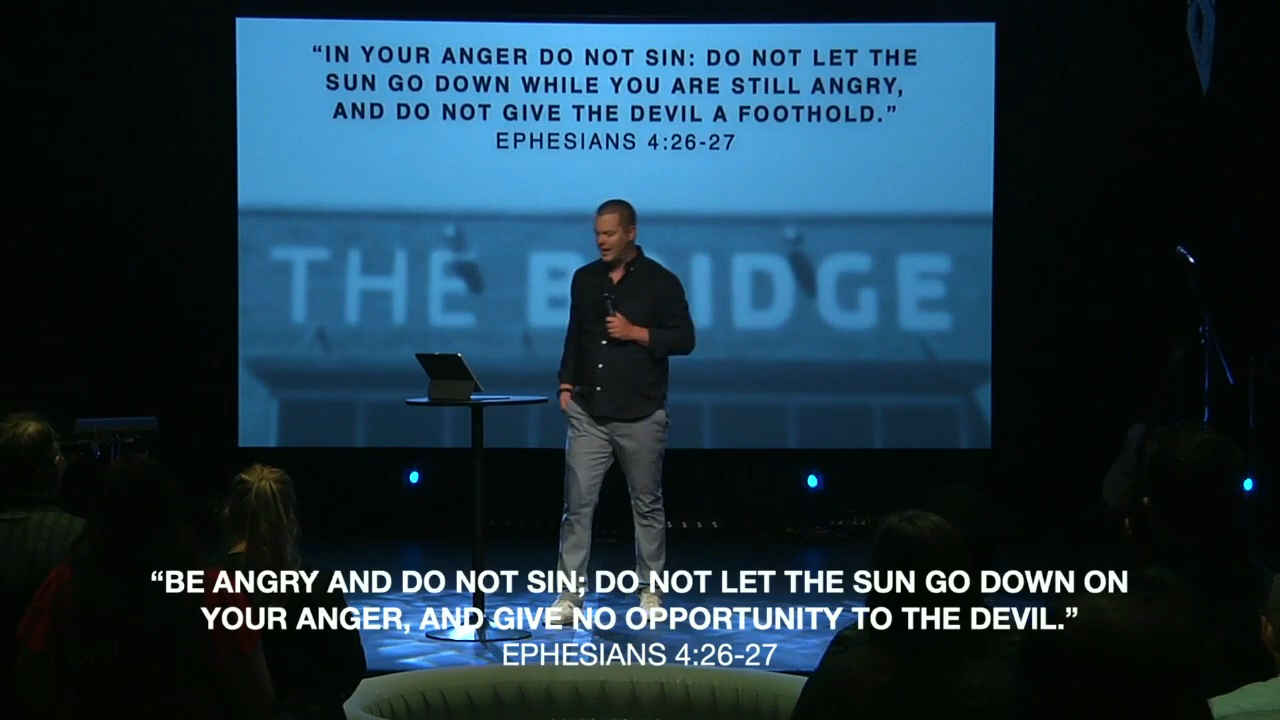 “IN YOUR ANGER DO NOT SIN: DO NOT LET THE
SUN GO DOWN WHILE YOU ARE STILL ANGRY,
AND DO NOT GIVE THE DEVIL A FOOTHOLD.”
EPHESIANS 4:26-27
THE BRIDGE
“BE ANGRY AND DO NOT SIN; DO NOT LET THE SUN GO DOWN ON
YOUR ANGER, AND GIVE NO OPPORTUNITY TO THE DEVIL.”
EPHESIANS 4:26-27